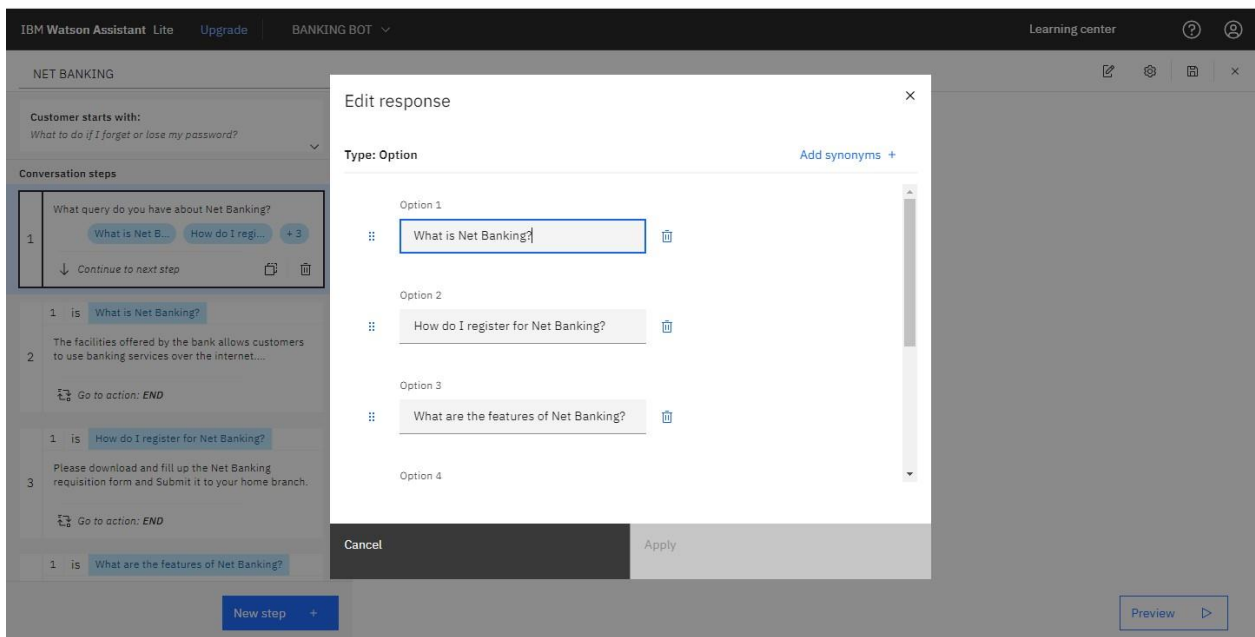 IBM Watson Assistant Lite Upgrade BANKING BOT Learning center
NET BANKING
Customer starts with:
What to do if I forget or lose my password?
Conversation steps
1
What query do you have about Net Banking?
What is Net B... How do I regi... + 3
Continue to next step
1 is What is Net Banking?
2
The facilities offered by the bank allows customers
to use banking services over the internet....
Go to action: END
1 is How do I register for Net Banking?
3
Please download and fill up the Net Banking
requisition form and Submit it to your home branch.
Go to action: END
1 is What are the features of Net Banking?
New step +
Edit response
Type: Option Add synonyms +
Option 1
What is Net Banking?
Option 2
How do I register for Net Banking?
Option 3
What are the features of Net Banking?
Option 4
Cancel Apply
Preview